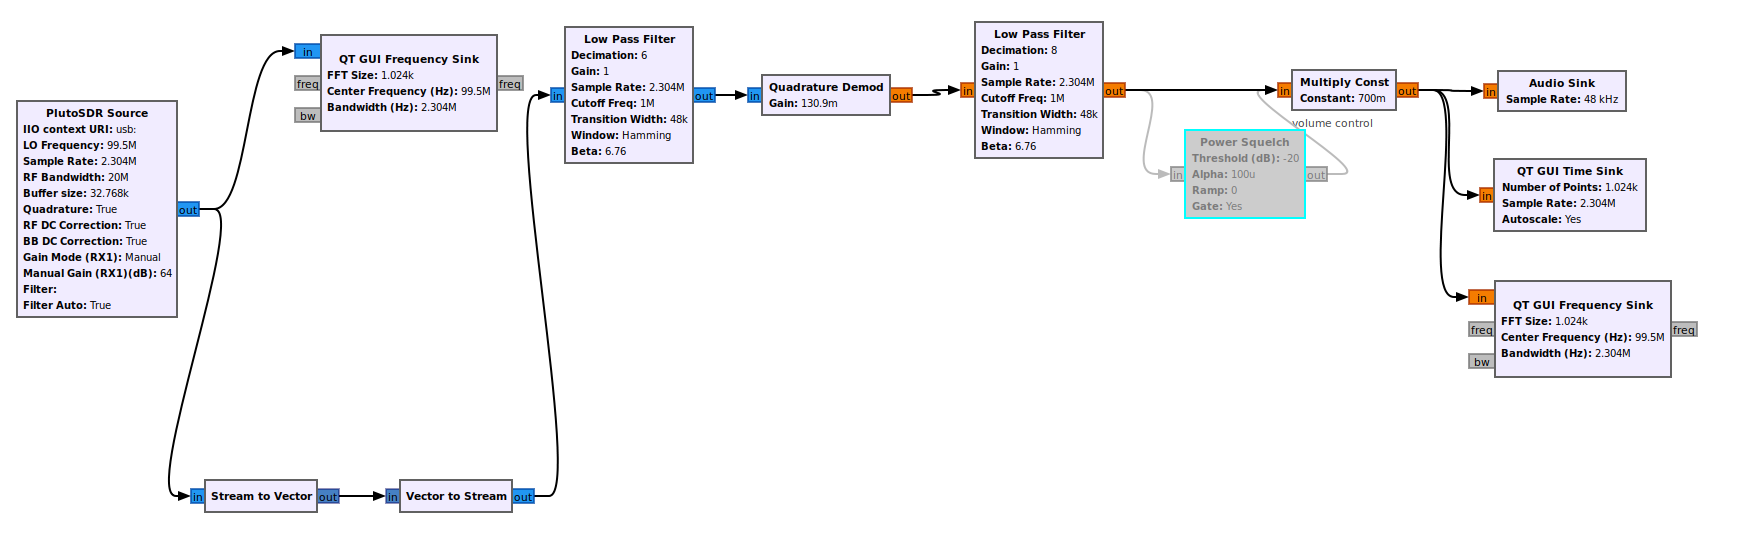 PlutoSDR Source
IIO context URI: usb:
LO Frequency: 99.5M
Sample Rate: 2.304M
RF Bandwidth: 20M
Buffer size: 32.768k
Quadrature: True
RF DC Correction: True
BB DC Correction: True
Gain Mode (RX1): Manual
Manual Gain (RX1)(dB): 64
Filter:
Filter Auto: True
out
in
freq
bw
QT GUI Frequency Sink
FFT Size: 1.024k
Center Frequency (Hz): 99.5M
Bandwidth (Hz): 2.304M
freq
in
Stream to Vector
out
in
Vector to Stream
out
in
Low Pass Filter
Decimation: 6
Gain: 1
Sample Rate: 2.304M
Cutoff Freq: 1M
Transition Width: 48k
Window: Hamming
Beta: 6.76
out
in
Quadrature Demod
Gain: 130.9m
out
in
Low Pass Filter
Decimation: 8
Gain: 1
Sample Rate: 2.304M
Cutoff Freq: 1M
Transition Width: 48k
Window: Hamming
Beta: 6.76
out
in
Power Squelch
Threshold (dB): -20
Alpha: 100u
Ramp: 0
Gate: Yes
out
in
Multiply Const
Constant: 700m
out
volume control
in
Audio Sink
Sample Rate: 48 kHz
in
QT GUI Time Sink
Number of Points: 1.024k
Sample Rate: 2.304M
Autoscale: Yes
in
freq
bw
QT GUI Frequency Sink
FFT Size: 1.024k
Center Frequency (Hz): 99.5M
Bandwidth (Hz): 2.304M
freq